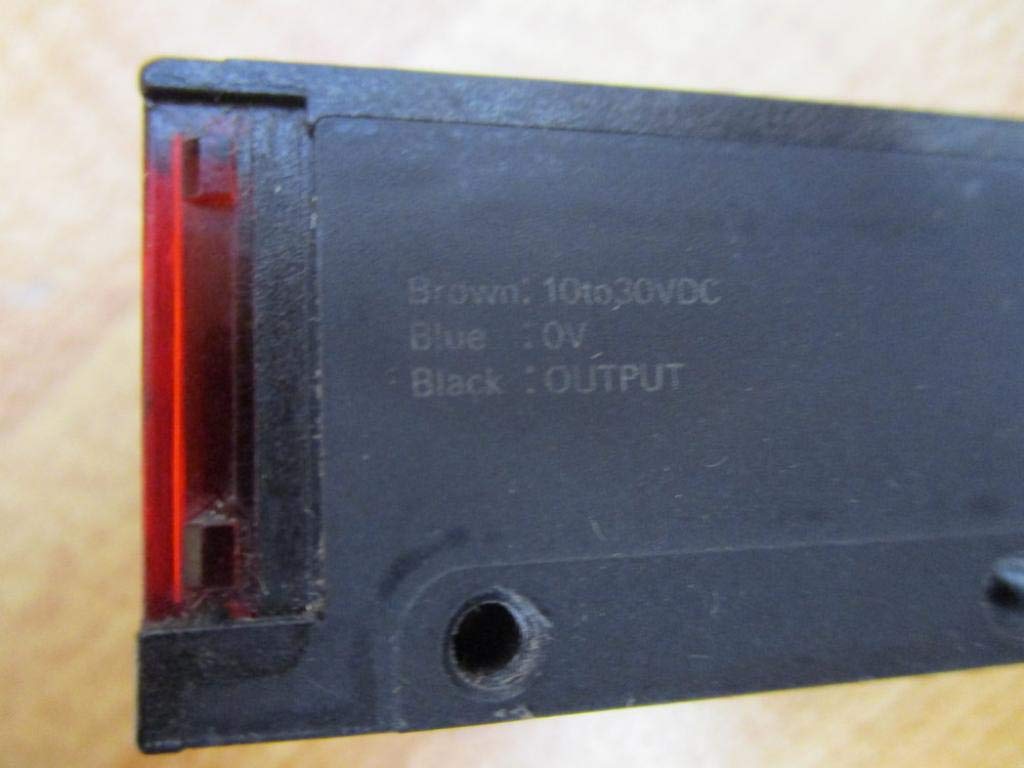 Brown: 10to30VDC
Blue : 0V
Black : OUTPUT